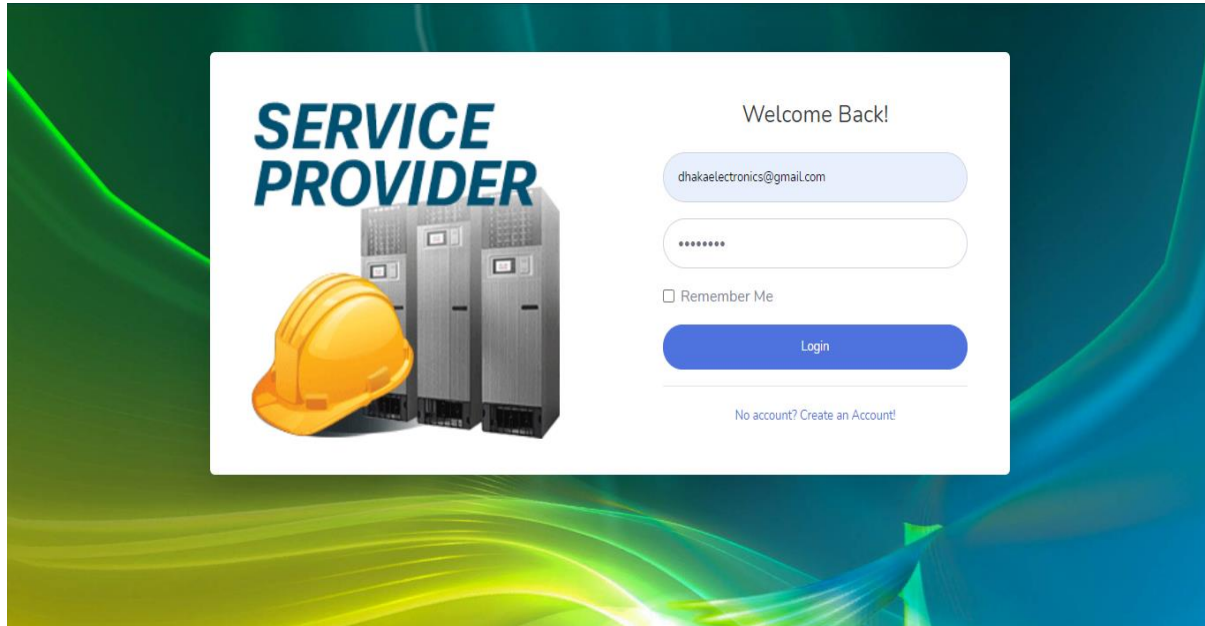 SERVICE
PROVIDER
Welcome Back!
dhakaelectronics@gmail.com
••••••••
Remember Me
Login
No account? Create an Account!